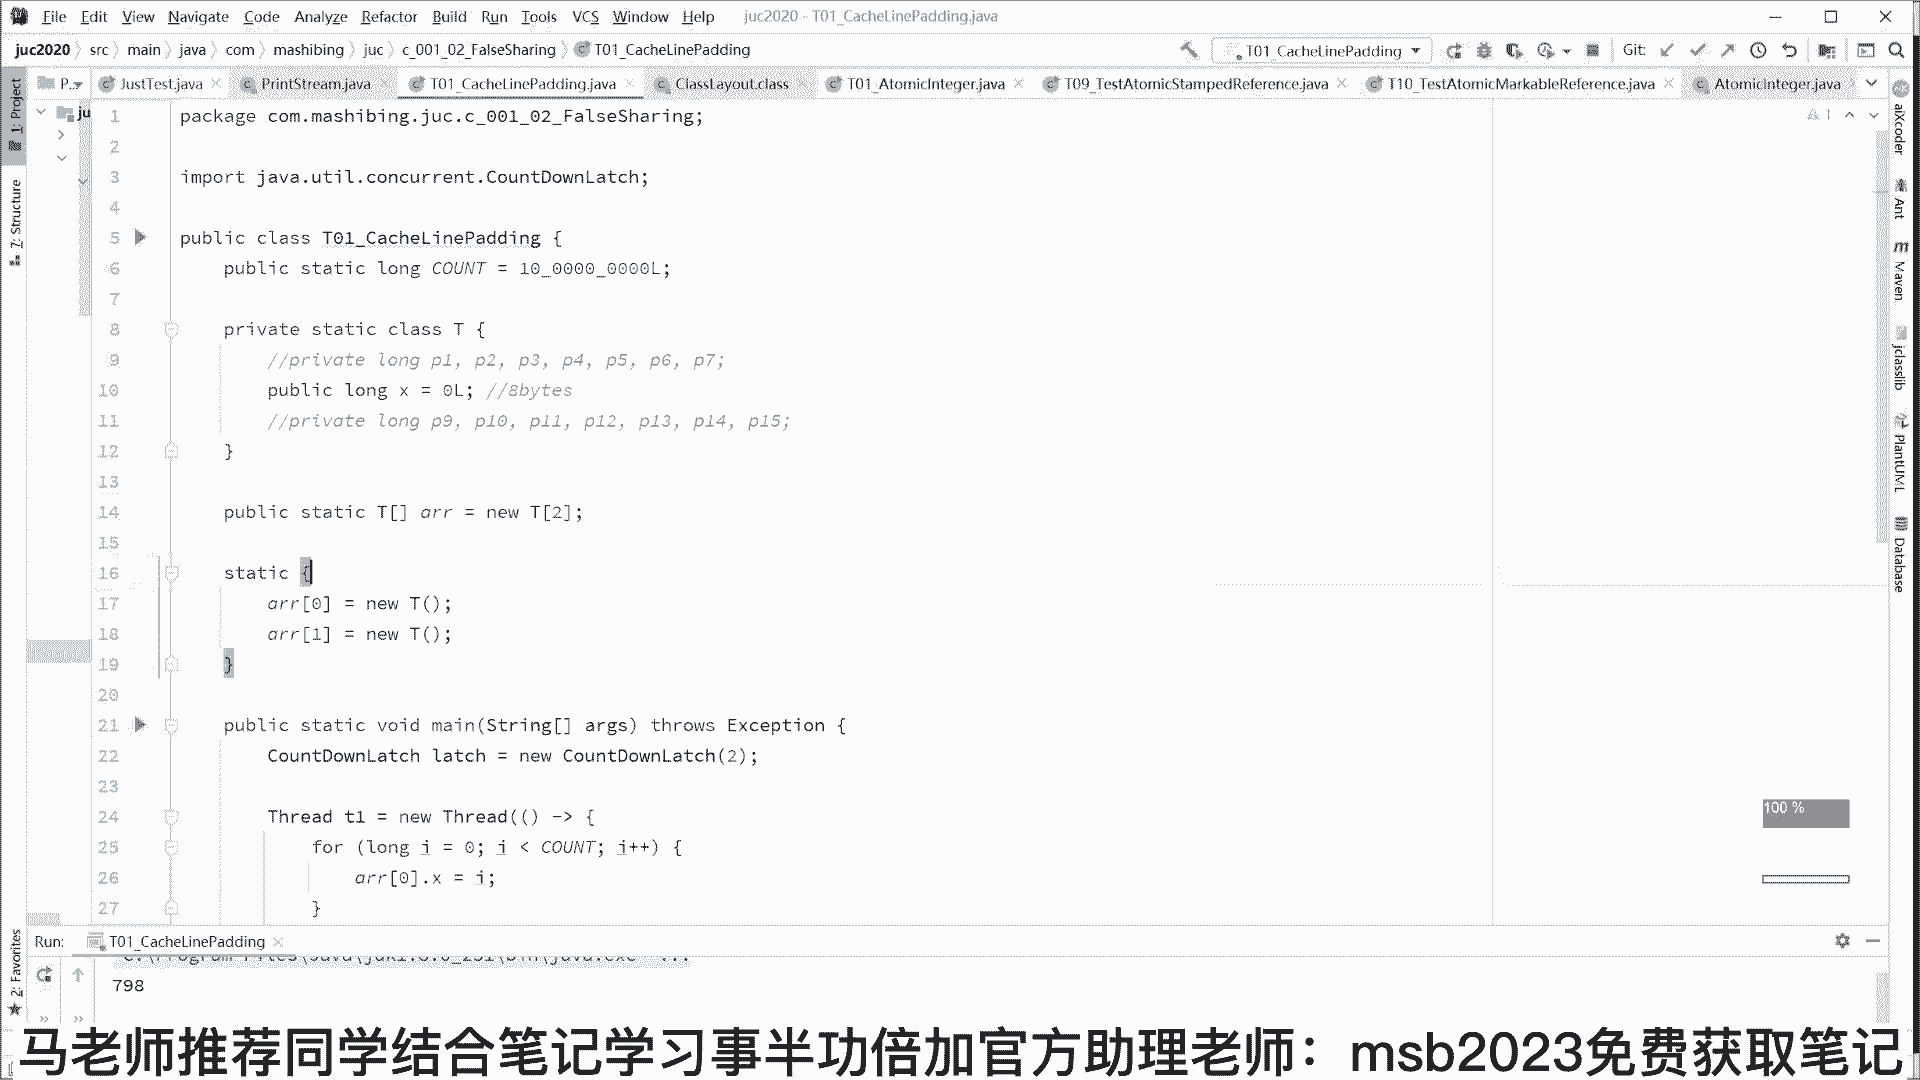 File Edit View Navigate Code Analyze Refactor Build Run Tools VCS Window Help juc2020 - T01_CacheLinePadding.java
juc2020 src main java com mashibing juc c_001_02_FalseSharing T01_CacheLinePadding T01_CacheLinePadding Git:
P... JustTest.java PrintStream.java T01_CacheLinePadding.java ClassLayout.class T01_AtomicInteger.java T09_TestAtomicStampedReference.java T10_TestAtomicMarkableReference.java AtomicInteger.java
1: Project
7: Structure
2: Favorites
ju
1 package com.mashibing.juc.c_001_02_FalseSharing;
2
3 import java.util.concurrent.CountDownLatch;
4
5 public class T01_CacheLinePadding {
6 public static long COUNT = 10_0000_0000L;
7
8 private static class T {
9 //private long p1, p2, p3, p4, p5, p6, p7;
10 public long x = 0L; //8bytes
11 //private long p9, p10, p11, p12, p13, p14, p15;
12 }
13
14 public static T[] arr = new T[2];
15
16 static {
17 arr[0] = new T();
18 arr[1] = new T();
19 }
20
21 public static void main(String[] args) throws Exception {
22 CountDownLatch latch = new CountDownLatch(2);
23
24 Thread t1 = new Thread(() -> {
25 for (long i = 0; i < COUNT; i++) {
26 arr[0].x = i;
27 }
1
aiXcoder
Ant
Maven
jclasslib
PlantUML
Database
100 %
Run: T01_CacheLinePadding
798
马老师推荐同学结合笔记学习事半功倍加官方助理老师：msb2023免费获取笔记